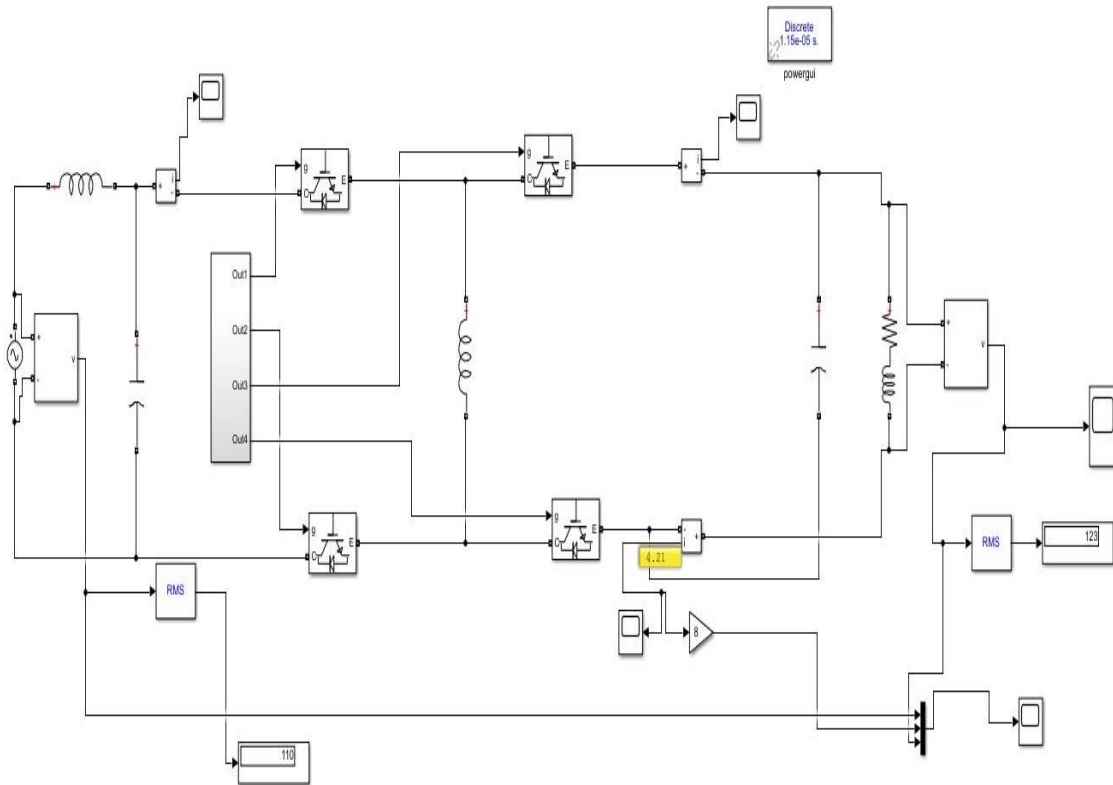 Discrete
1.15e-05 s.
powergui
i
+
-
g
C
E
g
C
E
+
i
-
Out1
Out2
Out3
Out4
+
-
v
+
-
v
g
C
E
g
C
E
-
i
+
4.21
RMS
8
RMS
123
110